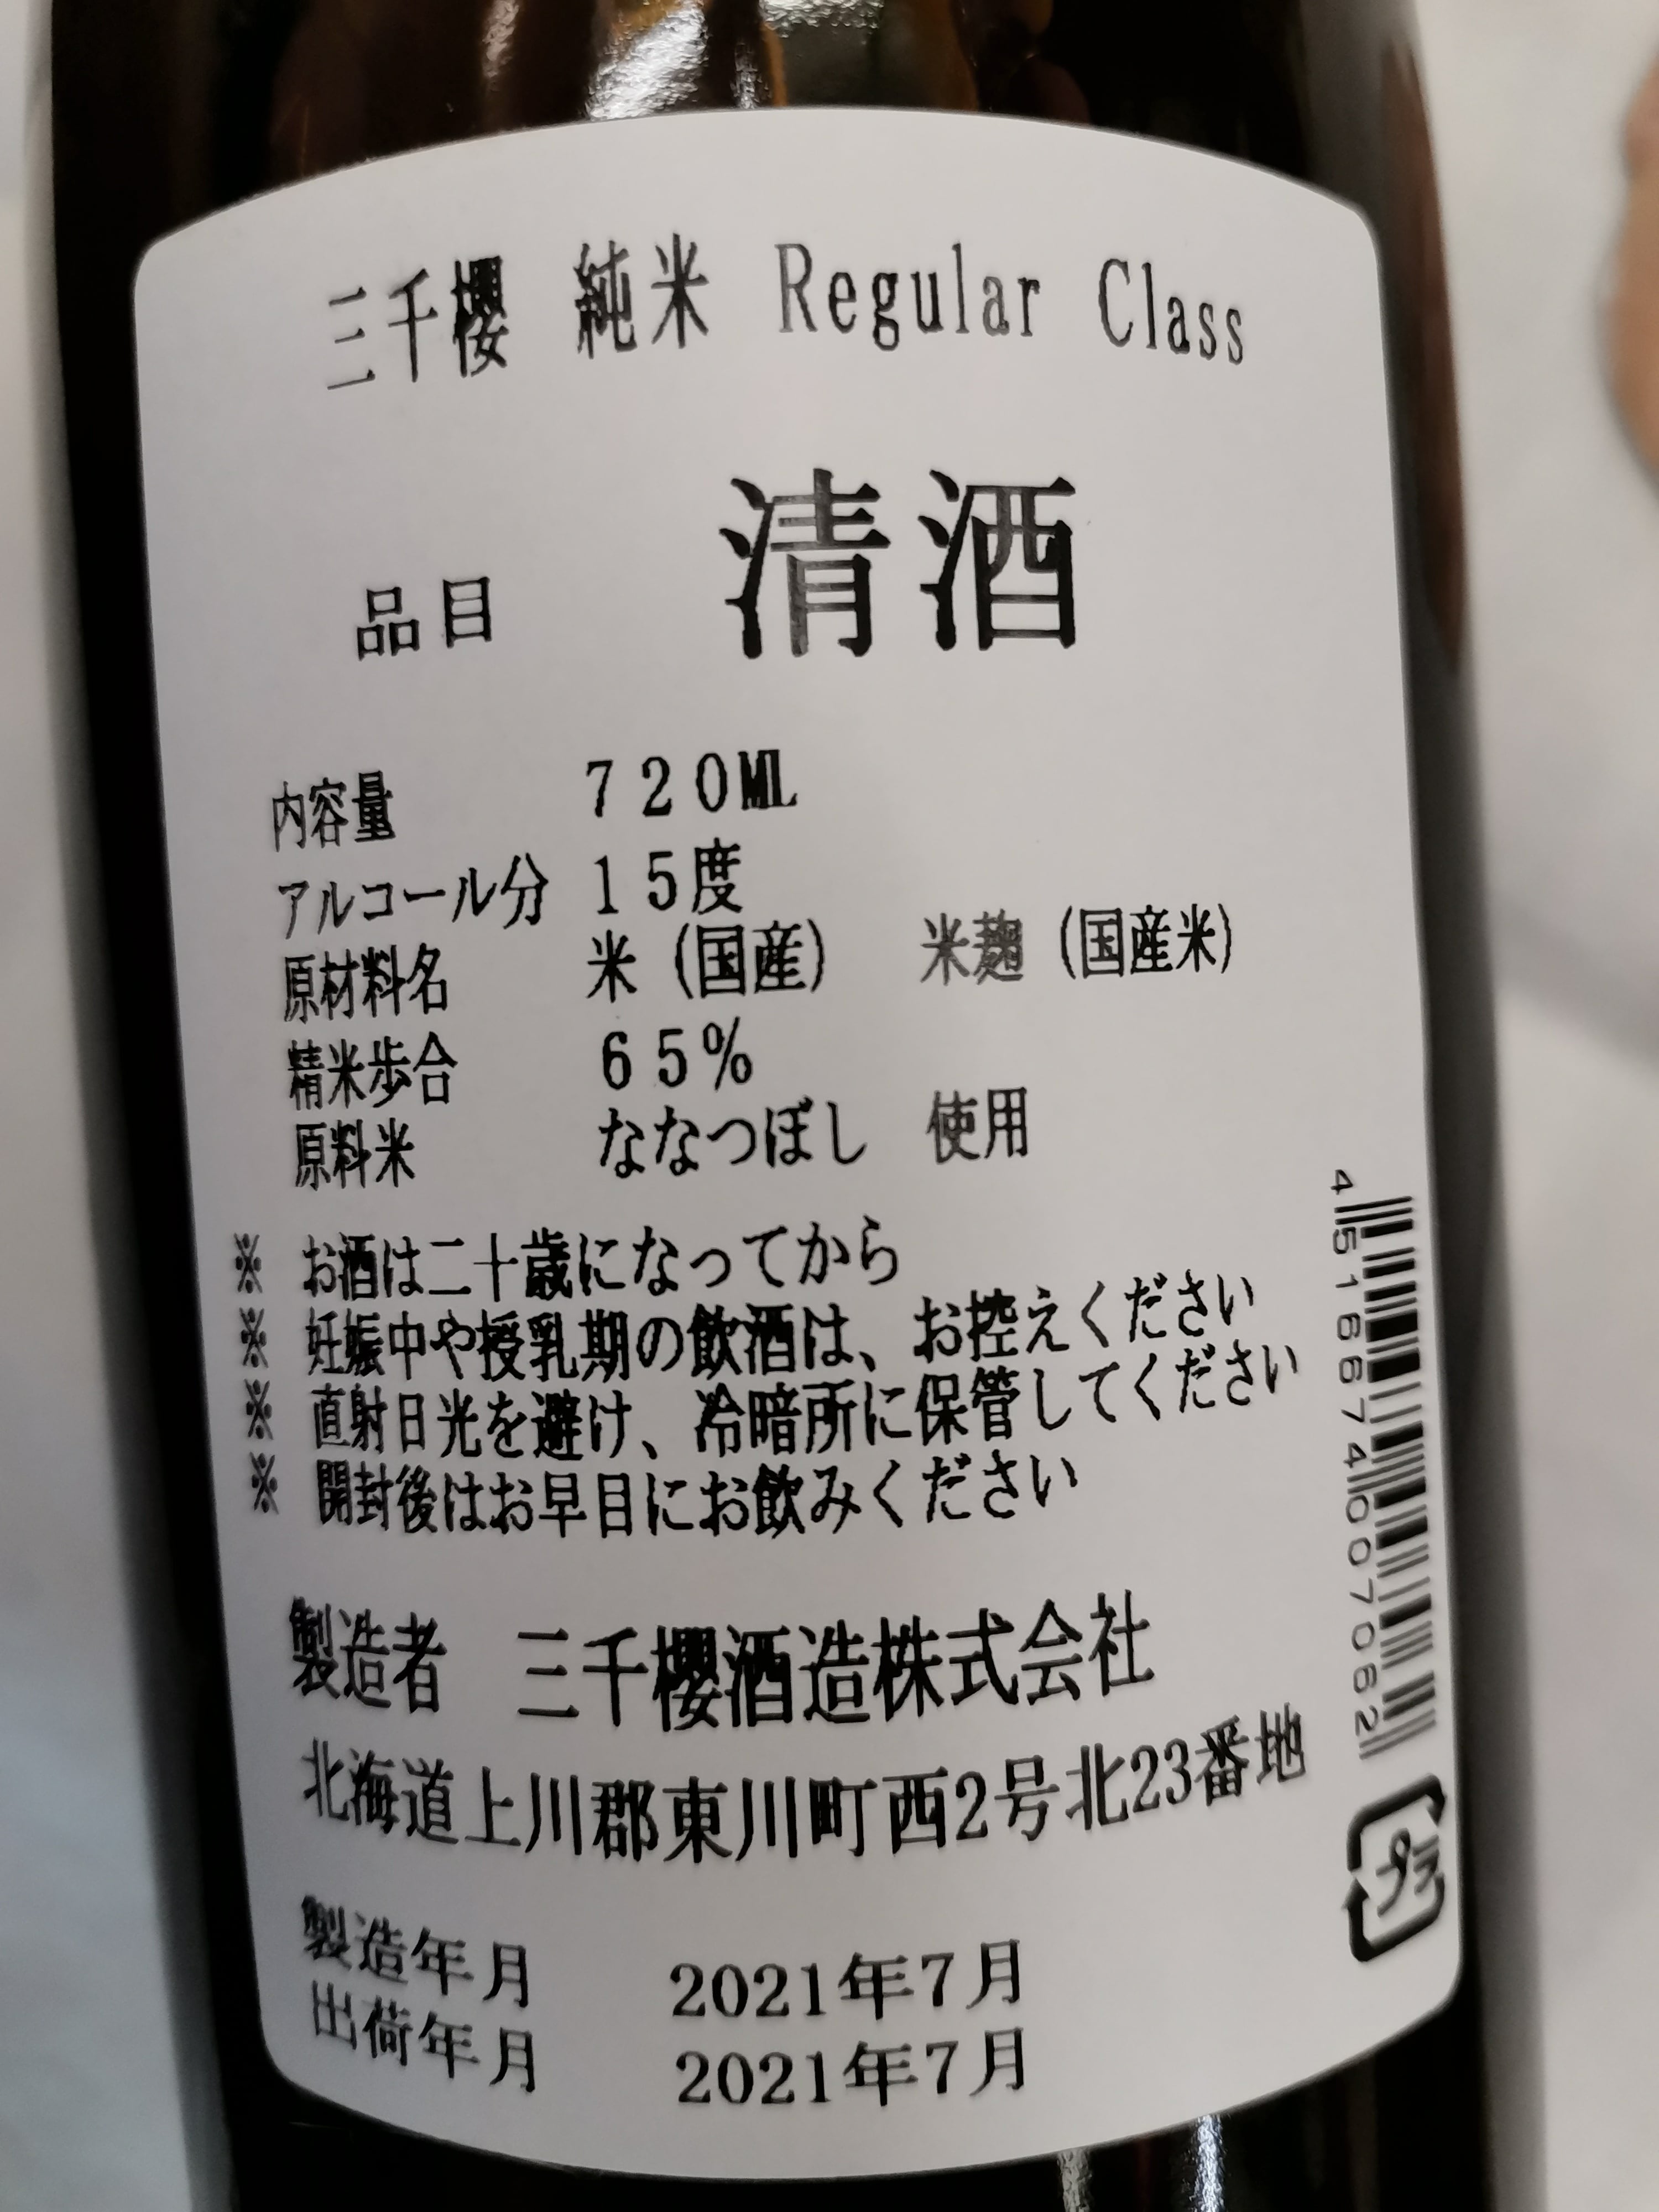 三千櫻 純米 Regular Class
品目 清酒
内容量 720ML
アルコール分 15度
原材料名 米（国産） 米麹（国産米）
精米歩合 65%
原料米 ななつぼし 使用
※ お酒は二十歳になってから
※ 妊娠中や授乳期の飲酒は、お控えください
※ 直射日光を避け、冷暗所に保管してください
※ 開封後はお早目にお飲みください
製造者 三千櫻酒造株式会社
北海道上川郡東川町西2号北23番地
製造年月 2021年7月
出荷年月 2021年7月